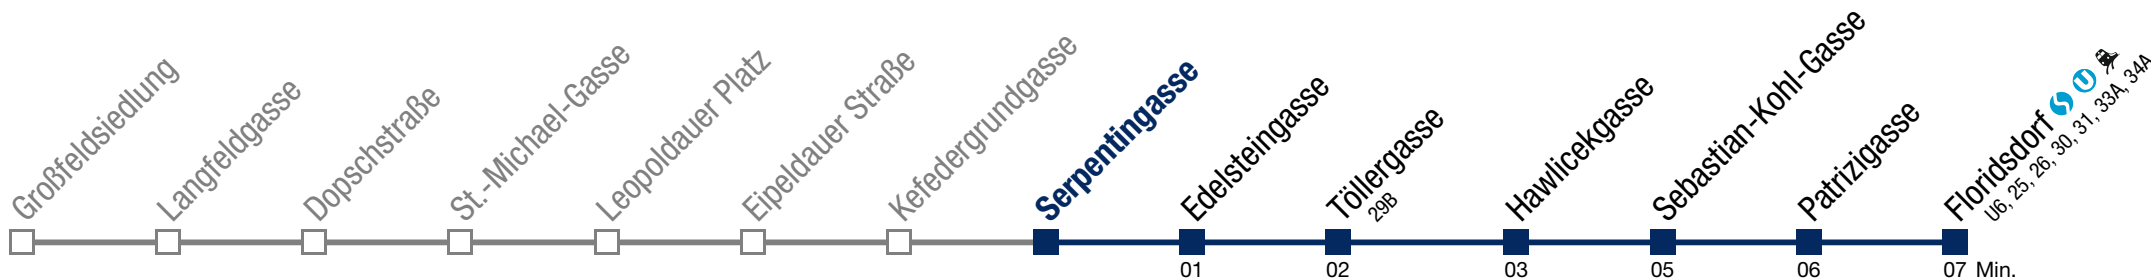 Großfeldsiedlung
Langfeldgasse
Dopschstraße
St.-Michael-Gasse
Leopoldauer Platz
Eipeldauer Straße
Kefedergrundgasse
Serpentingasse
Edelsteingasse
Töllergasse
29B
Hawlicekgasse
Sebastian-Kohl-Gasse
Patrizigasse
Floridsdorf S U
U6, 25, 26, 30, 31, 33A, 34A
01 02 03 05 06 07 Min.